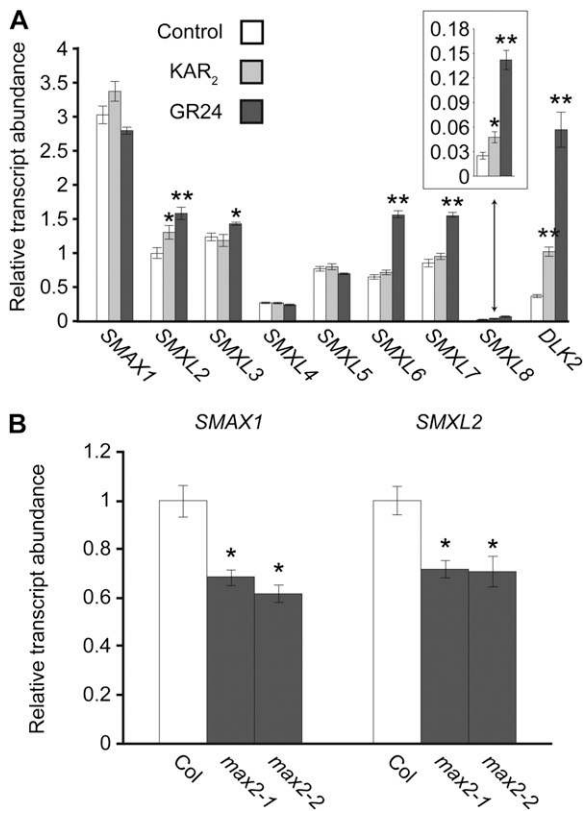 A
Control
KAR2
GR24
Relative transcript abundance
4
3.5
3
2.5
2
1.5
1
0.5
0
* ** * ** ** ** **
0.18
0.15
0.12
0.09
0.06
0.03
0
* **
SMAX1 SMXL2 SMXL3 SMXL4 SMXL5 SMXL6 SMXL7 SMXL8 DLK2
B
SMAX1 SMXL2
Relative transcript abundance
1.2
1
0.8
0.6
0.4
0.2
0
* * * *
Col max2-1 max2-2 Col max2-1 max2-2